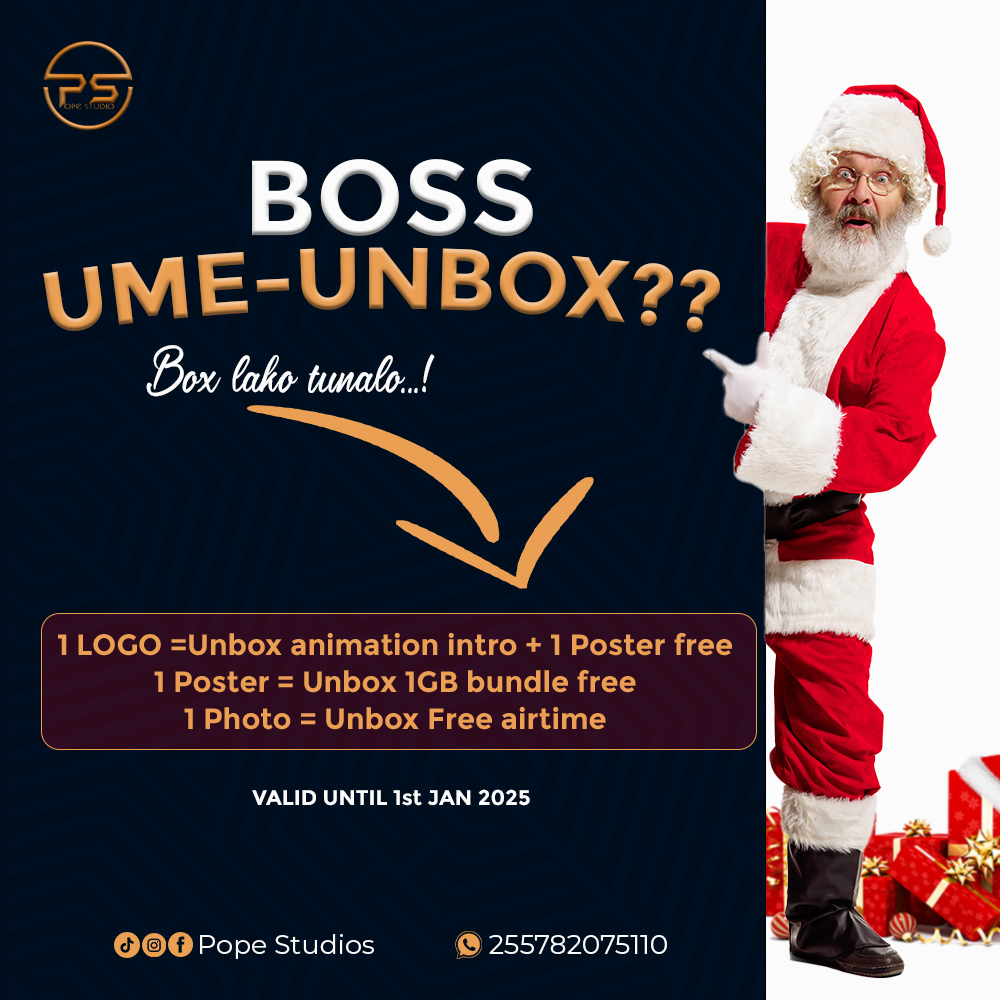 PS
POPE STUDIO
BOSS
UME-UNBOX??
Box lako tunalo...!
1 LOGO =Unbox animation intro + 1 Poster free
1 Poster = Unbox 1GB bundle free
1 Photo = Unbox Free airtime
VALID UNTIL 1st JAN 2025
Pope Studios
255782075110